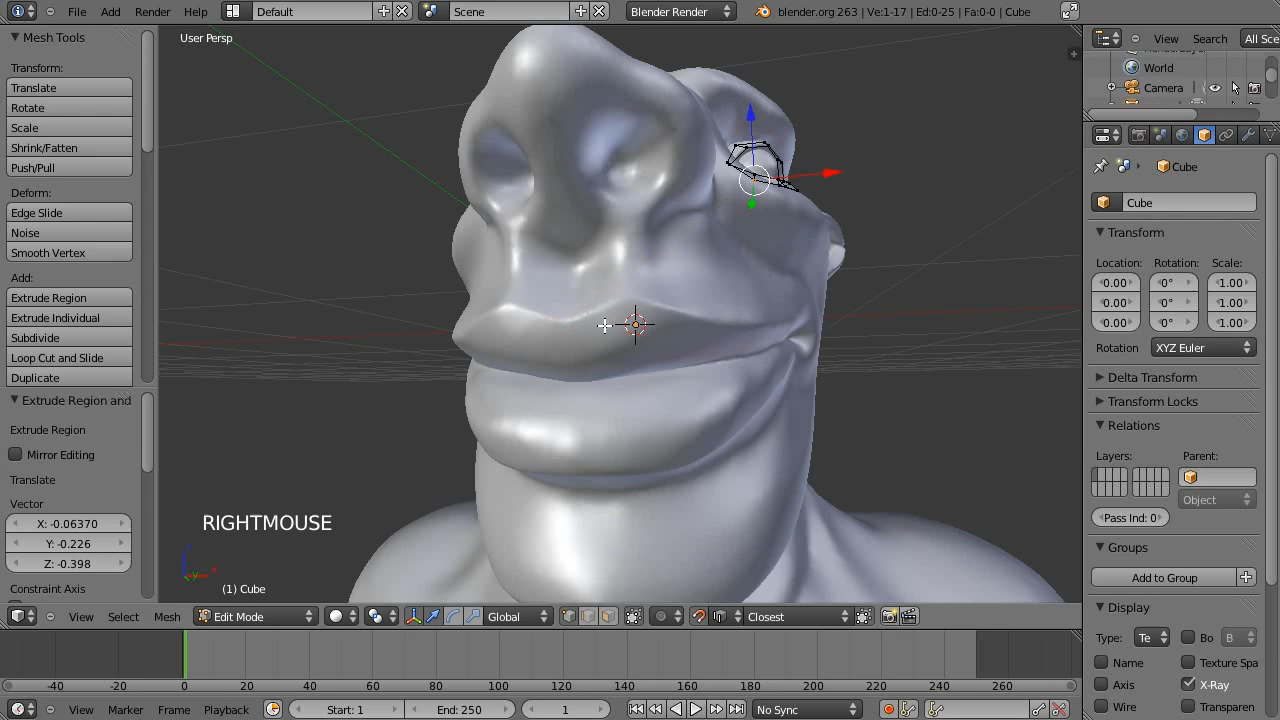 File Add Render Help Default Scene Blender Render blender.org 263 | Ve:1-17 | Ed:0-25 | Fa:0-0 | Cube
Mesh Tools
Transform:
Translate
Rotate
Scale
Shrink/Fatten
Push/Pull
Deform:
Edge Slide
Noise
Smooth Vertex
Add:
Extrude Region
Extrude Individual
Subdivide
Loop Cut and Slide
Duplicate
Extrude Region and
Extrude Region
Mirror Editing
Translate
Vector
X: -0.06370
Y: -0.226
Z: -0.398
Constraint Axis
User Persp
RIGHTMOUSE
(1) Cube
View Select Mesh Edit Mode Global Closest
View Search All Sce
World
Camera
Cube
Cube
Transform
Location: Rotation: Scale:
0.00 0° 1.00
0.00 0° 1.00
0.00 0° 1.00
Rotation XYZ Euler
Delta Transform
Transform Locks
Relations
Layers: Parent:
Object
Pass Ind: 0
Groups
Add to Group
Display
Type: Te Bo B
Name Texture Spa
Axis X-Ray
Wire Transparen
-40 -20 0 20 40 60 80 100 120 140 160 180 200 220 240 260
View Marker Frame Playback Start: 1 End: 250 1 No Sync